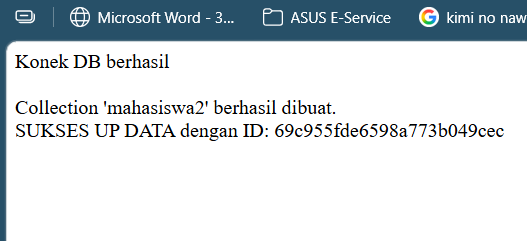 Microsoft Word - 3... ASUS E-Service kimi no naw
Konek DB berhasil
Collection 'mahasiswa2' berhasil dibuat.
SUKSES UP DATA dengan ID: 69c955fde6598a773b049cec